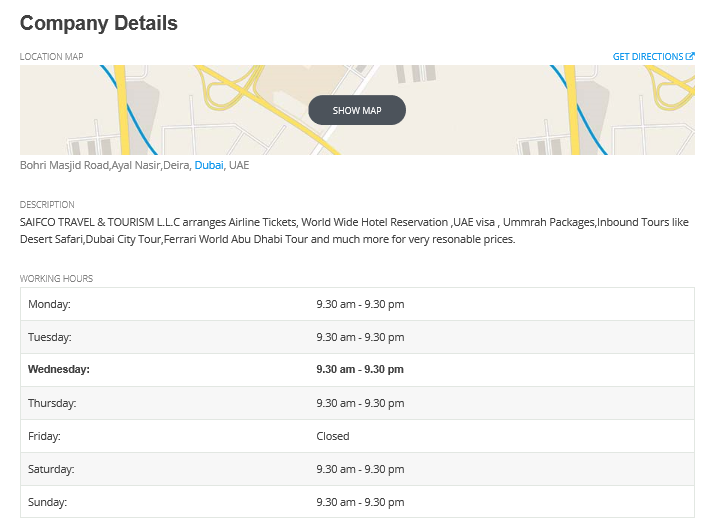 Company Details
LOCATION MAP
GET DIRECTIONS
SHOW MAP
Bohri Masjid Road,Ayal Nasir,Deira, Dubai, UAE
DESCRIPTION
SAIFCO TRAVEL & TOURISM L.L.C arranges Airline Tickets, World Wide Hotel Reservation ,UAE visa , Ummrah Packages,Inbound Tours like
Desert Safari,Dubai City Tour,Ferrari World Abu Dhabi Tour and much more for very resonable prices.
WORKING HOURS
Monday: 9.30 am - 9.30 pm
Tuesday: 9.30 am - 9.30 pm
Wednesday: 9.30 am - 9.30 pm
Thursday: 9.30 am - 9.30 pm
Friday: Closed
Saturday: 9.30 am - 9.30 pm
Sunday: 9.30 am - 9.30 pm